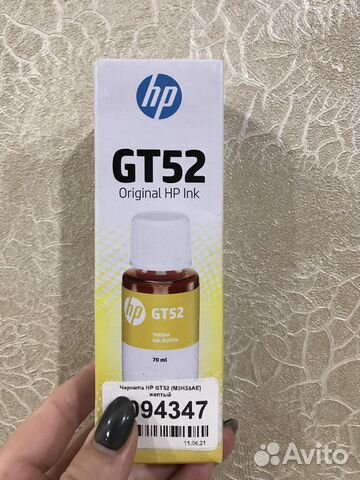 hp
GT52
Original HP Ink
hp
GT52
Yellow
Ink Bottle
70 ml
Чернила HP GT52 (M0H56AE)
желтый
094347
11.06.21
Avito